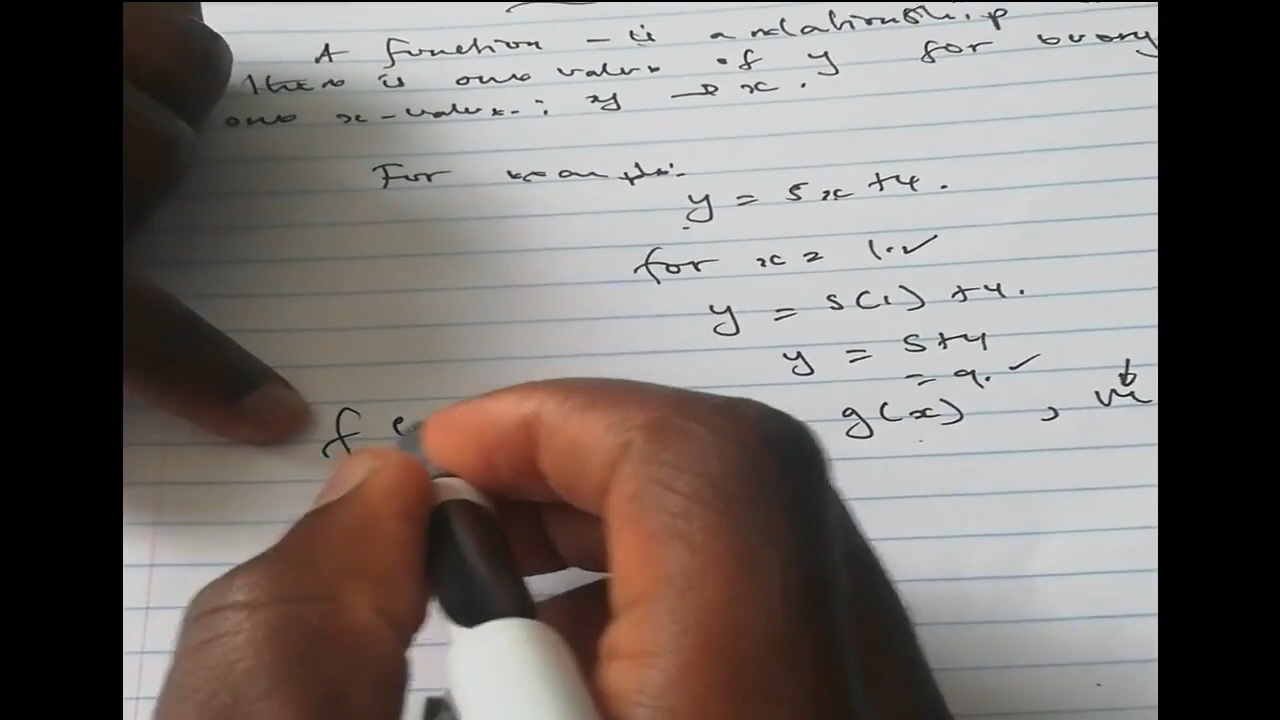 A function - is a relationship
there is one value of y for every
one x-value : y → x .
For example:
y = 5x + 4 .
for x = 1. ✓
y = 5(1) + 4 .
y = 5+4
= 9. ✓
g(x) ,
f (